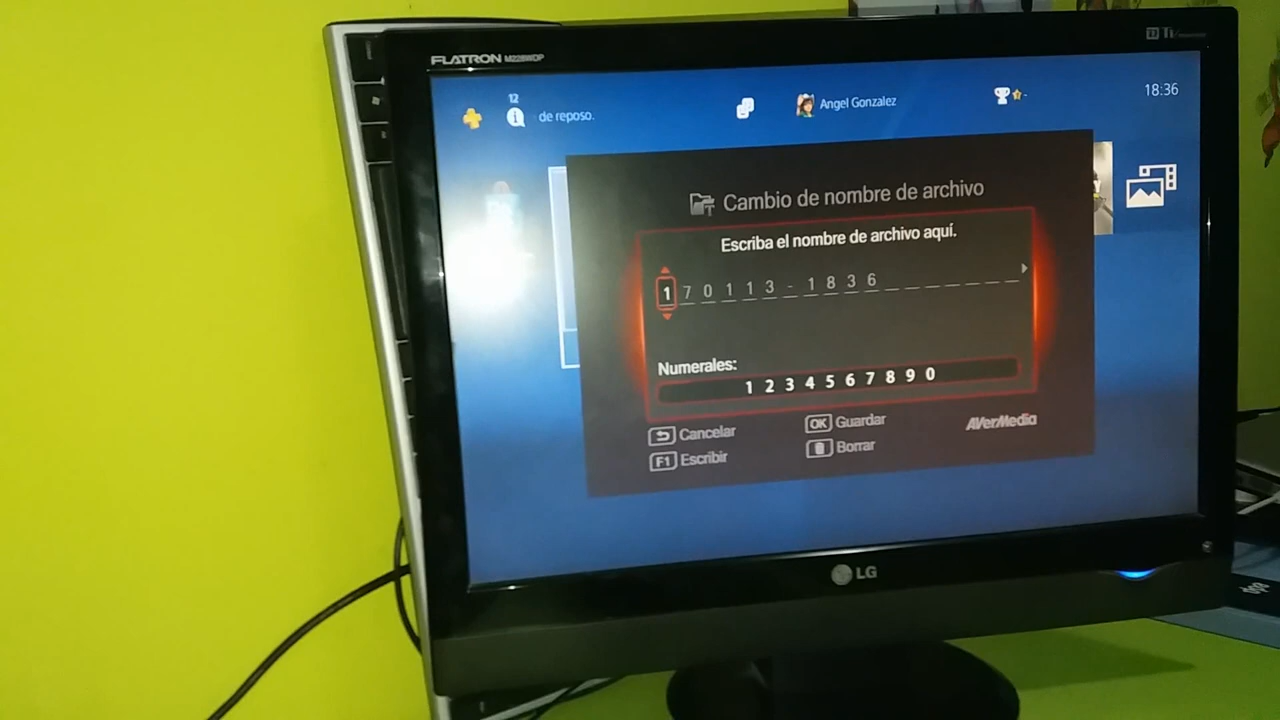 FLATRON M228WDP
12
de reposo.
Angel Gonzalez
18:36
Cambio de nombre de archivo
Escriba el nombre de archivo aquí.
170113-1836
Numerales:
1 2 3 4 5 6 7 8 9 0
Cancelar
OK Guardar
AVerMedia
F1 Escribir
Borrar
LG